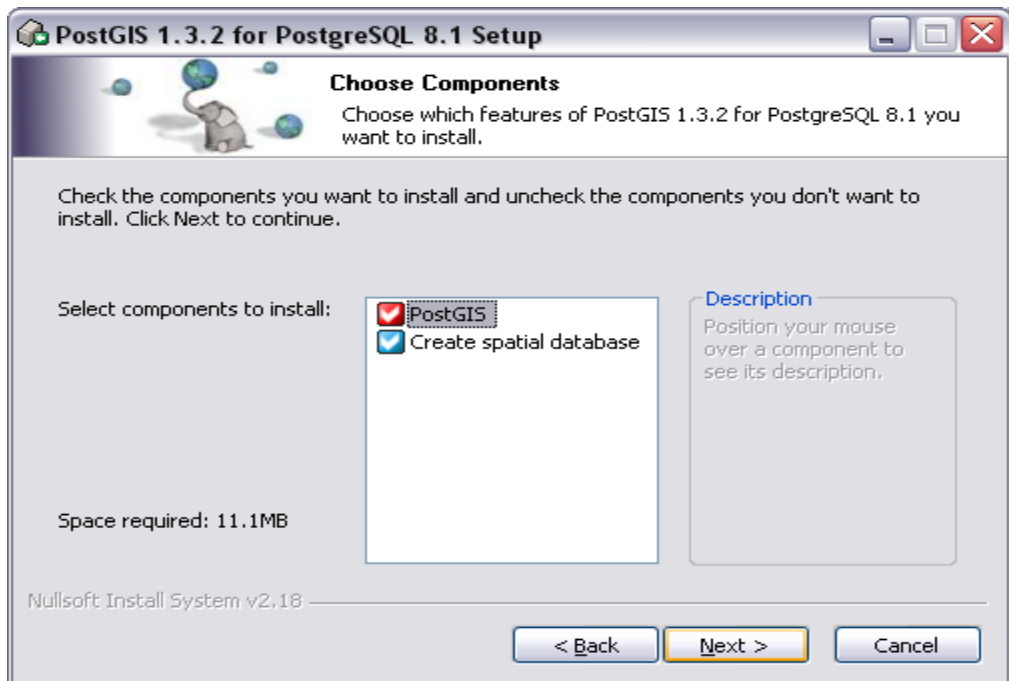 PostGIS 1.3.2 for PostgreSQL 8.1 Setup
Choose Components
Choose which features of PostGIS 1.3.2 for PostgreSQL 8.1 you
want to install.
Check the components you want to install and uncheck the components you don't want to
install. Click Next to continue.
Select components to install:
PostGIS
Create spatial database
Description
Position your mouse
over a component to
see its description.
Space required: 11.1MB
Nullsoft Install System v2.18
< Back
Next >
Cancel